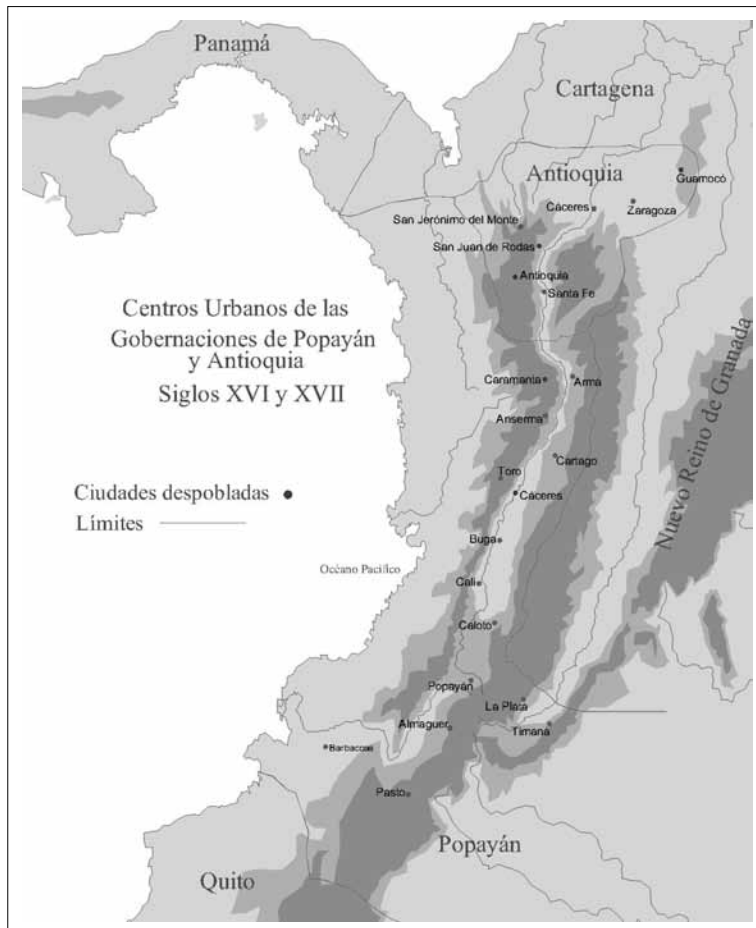 Panamá
Cartagena
Antioquia
Guamocó
Cáceres
Zaragoza
San Jerónimo del Monte
San Juan de Rodas
Antioquia
Santa Fe
Centros Urbanos de las
Gobernaciones de Popayán
y Antioquia
Siglos XVI y XVII
Caramanta
Arma
Anserma
Cartago
Toro
Cáceres
Nuevo Reino de Granada
Ciudades despobladas
Límites
Buga
Océano Pacífico
Cali
Caloto
Popayán
La Plata
Almaguer
Timaná
Barbacoas
Pasto
Popayán
Quito